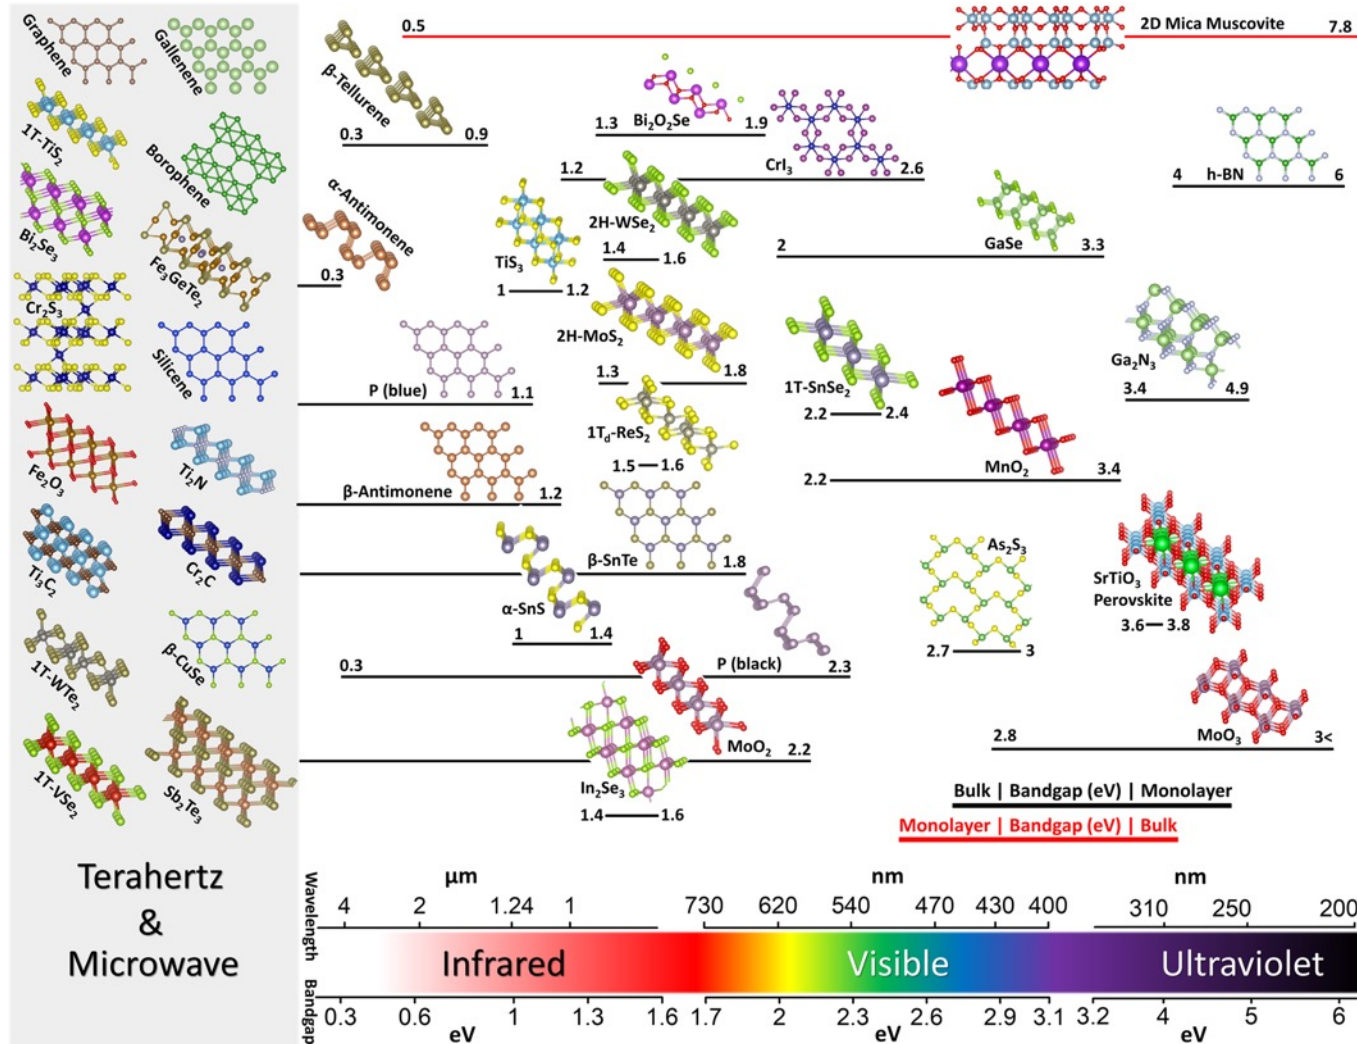 Graphene
Gallenene
1T-TiS₂
Borophene
Bi₂Se₃
Fe₃GeTe₂
Cr₂S₃
Silicene
Fe₂O₃
Ti₂N
Ti₃C₂
Cr₂C
1T-WTe₂
β-CuSe
1T-VSe₂
Sb₂Te₃
Terahertz
&
Microwave
0.5 2D Mica Muscovite 7.8
β-Tellurene
0.3 0.9
Bi₂O₂Se
1.3 1.9
CrI₃
1.2 2.6
h-BN
4 6
α-Antimonene
0.3
TiS₃
1 1.2
2H-WSe₂
1.4 1.6
GaSe
2 3.3
2H-MoS₂
1.3 1.8
P (blue)
1.1
1T-SnSe₂
2.2 2.4
Ga₂N₃
3.4 4.9
1T_d-ReS₂
1.5 1.6
MnO₂
2.2 3.4
β-Antimonene 1.2
β-SnTe 1.8
α-SnS
1 1.4
As₂S₃
2.7 3
SrTiO₃
Perovskite
3.6 3.8
P (black)
0.3 2.3
MoO₂ 2.2
MoO₃
2.8 3<
In₂Se₃
1.4 1.6
Bulk | Bandgap (eV) | Monolayer
Monolayer | Bandgap (eV) | Bulk
Wavelength
μm nm nm
4 2 1.24 1 730 620 540 470 430 400 310 250 200
Infrared Visible Ultraviolet
Bandgap
0.3 0.6 1 1.3 1.6 1.7 2 2.3 2.6 2.9 3.1 3.2 4 5 6
eV eV eV